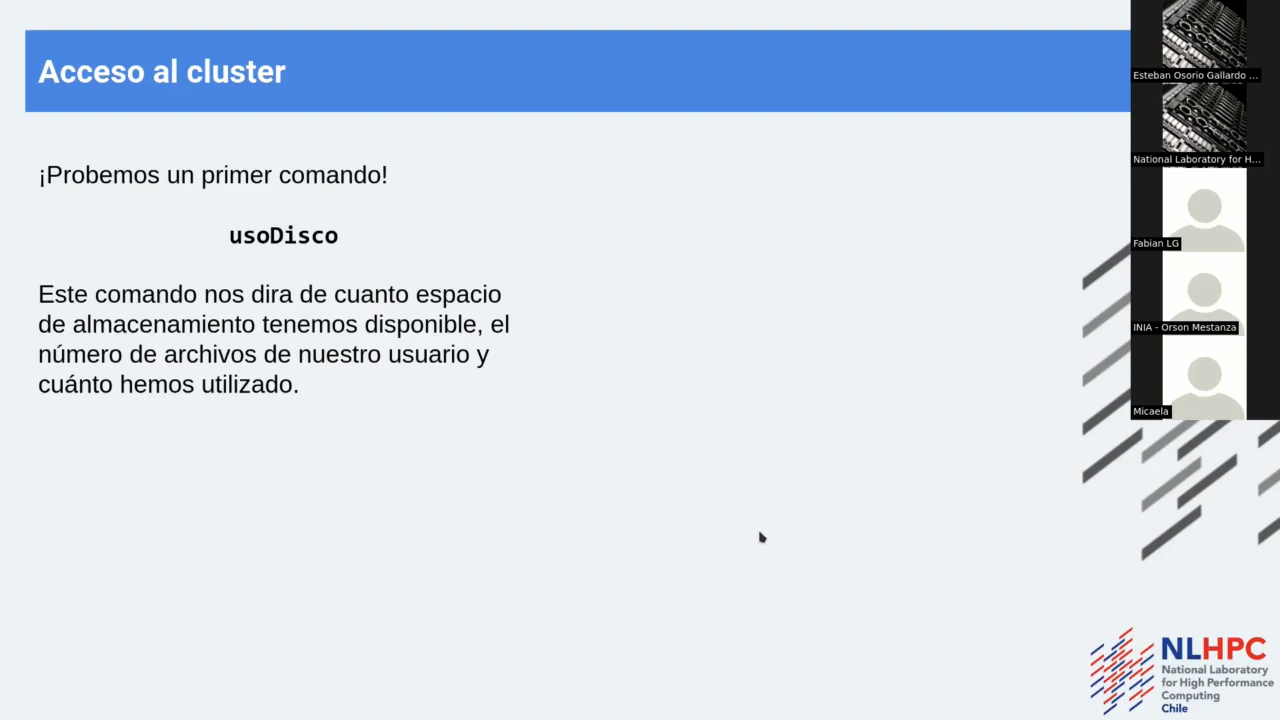 Acceso al cluster
¡Probemos un primer comando!
usoDisco
Este comando nos dira de cuanto espacio
de almacenamiento tenemos disponible, el
número de archivos de nuestro usuario y
cuánto hemos utilizado.
Esteban Osorio Gallardo ...
National Laboratory for H...
Fabian LG
INIA - Orson Mestanza
Micaela
NLHPC
National Laboratory
for High Performance
Computing
Chile